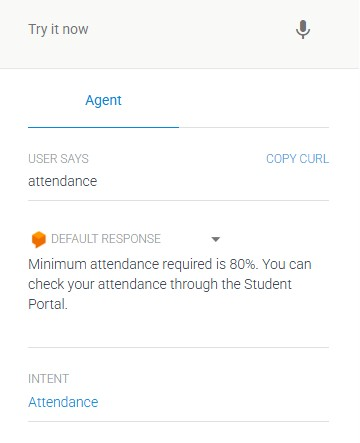 Try it now
Agent
USER SAYS COPY CURL
attendance
DEFAULT RESPONSE
Minimum attendance required is 80%. You can
check your attendance through the Student
Portal.
INTENT
Attendance